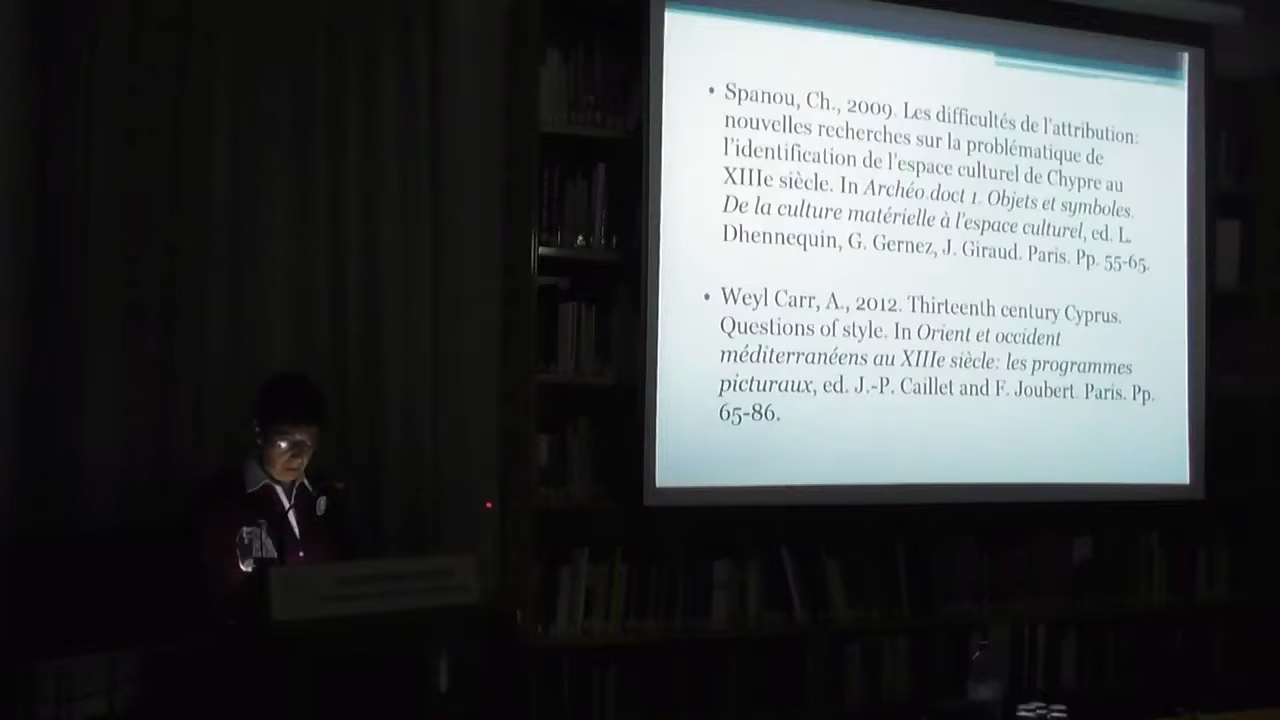 • Spanou, Ch., 2009. Les difficultés de l'attribution:
nouvelles recherches sur la problématique de
l'identification de l'espace culturel de Chypre au
XIIIe siècle. In Archéo.doct 1. Objets et symboles.
De la culture matérielle à l'espace culturel, ed. L.
Dhennequin, G. Gernez, J. Giraud. Paris. Pp. 55-65.
• Weyl Carr, A., 2012. Thirteenth century Cyprus.
Questions of style. In Orient et occident
méditerranéens au XIIIe siècle: les programmes
picturaux, ed. J.-P. Caillet and F. Joubert. Paris. Pp.
65-86.